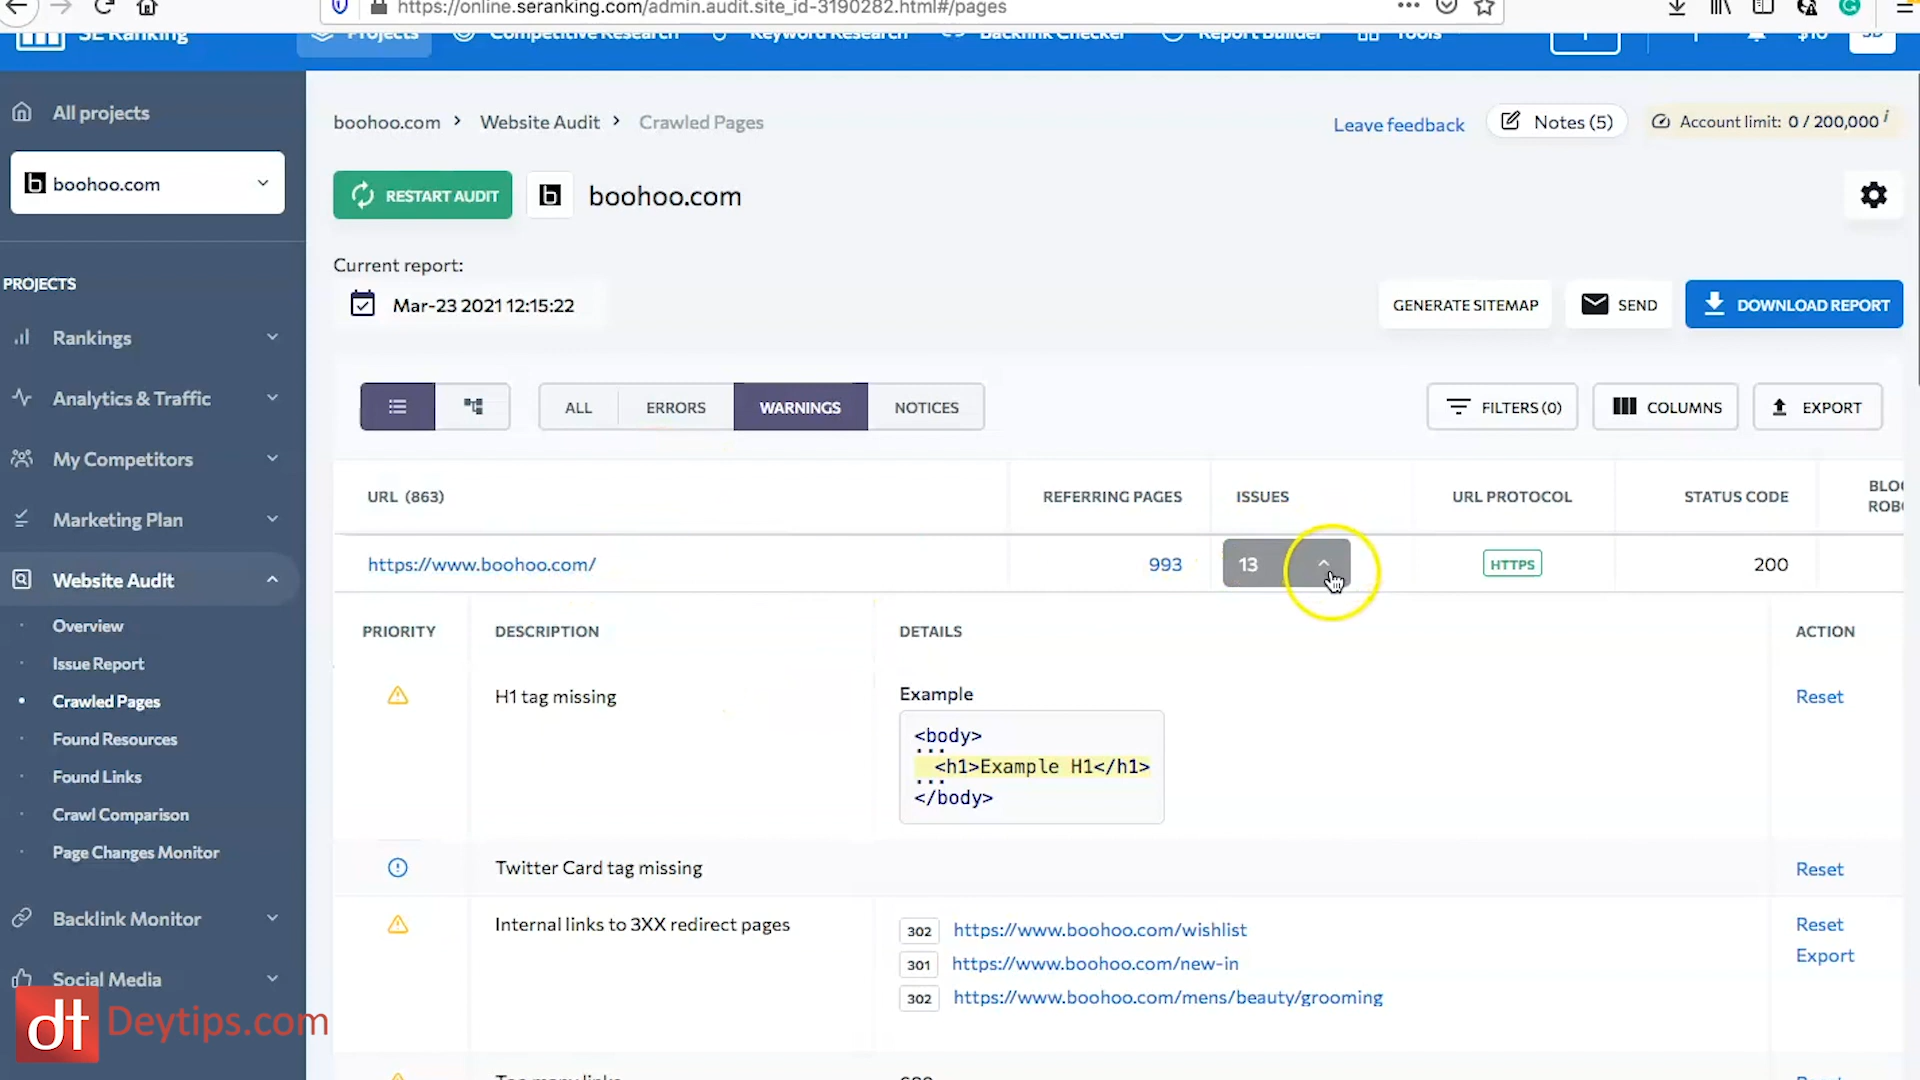 https://online.seranking.com/admin.audit.site_id-3190282.html#/pages
SE Ranking
Projects
Competitive Research
Keyword Research
Backlink Checker
Report Builder
Tools
All projects
boohoo.com
PROJECTS
Rankings
Analytics & Traffic
My Competitors
Marketing Plan
Website Audit
Overview
Issue Report
Crawled Pages
Found Resources
Found Links
Crawl Comparison
Page Changes Monitor
Backlink Monitor
Social Media
dt Deytips.com
boohoo.com > Website Audit > Crawled Pages
Leave feedback
Notes (5)
Account limit: 0 / 200,000 i
RESTART AUDIT
b boohoo.com
Current report:
Mar-23 2021 12:15:22
GENERATE SITEMAP
SEND
DOWNLOAD REPORT
ALL ERRORS WARNINGS NOTICES
FILTERS (0)
COLUMNS
EXPORT
URL (863) REFERRING PAGES ISSUES URL PROTOCOL STATUS CODE
https://www.boohoo.com/ 993 13 HTTPS 200
PRIORITY DESCRIPTION DETAILS ACTION
H1 tag missing
Example
<body>
...
<h1>Example H1</h1>
...
</body>
Reset
Twitter Card tag missing Reset
Internal links to 3XX redirect pages
302 https://www.boohoo.com/wishlist
301 https://www.boohoo.com/new-in
302 https://www.boohoo.com/mens/beauty/grooming
Reset
Export